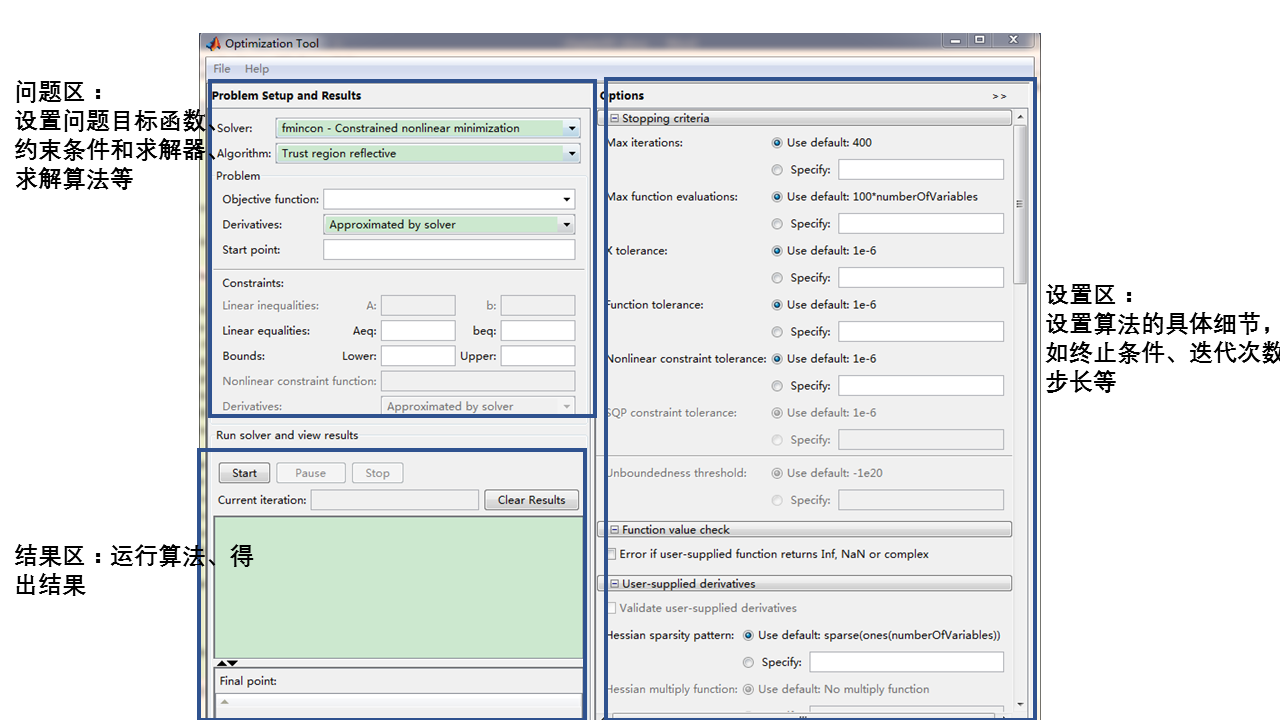 Optimization Tool
File Help
问题区：
设置问题目标函数、
约束条件和求解器、
求解算法等
Problem Setup and Results
Solver: fmincon - Constrained nonlinear minimization
Algorithm: Trust region reflective
Problem
Objective function:
Derivatives: Approximated by solver
Start point:
Constraints:
Linear inequalities: A: b:
Linear equalities: Aeq: beq:
Bounds: Lower: Upper:
Nonlinear constraint function:
Derivatives: Approximated by solver
Run solver and view results
Start Pause Stop
Current iteration: Clear Results
结果区：运行算法、得
出结果
Final point:
Options >>
Stopping criteria
Max iterations: Use default: 400
Specify:
Max function evaluations: Use default: 100*numberOfVariables
Specify:
X tolerance: Use default: 1e-6
Specify:
Function tolerance: Use default: 1e-6
Specify:
Nonlinear constraint tolerance: Use default: 1e-6
Specify:
SQP constraint tolerance: Use default: 1e-6
Specify:
Unboundedness threshold: Use default: -1e20
Specify:
Function value check
Error if user-supplied function returns Inf, NaN or complex
User-supplied derivatives
Validate user-supplied derivatives
Hessian sparsity pattern: Use default: sparse(ones(numberOfVariables))
Specify:
Hessian multiply function: Use default: No multiply function
设置区：
设置算法的具体细节，
如终止条件、迭代次数
步长等